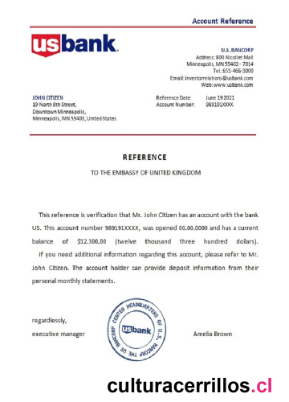 Account Reference
usbank.
U.S. BANCORP
Address: 800 Nicollet Mall
Minneapolis, MN 55402 - 7014
Tel.: 651-466-3000
Email: investorrelations@usbank.com
Web: www.usbank.com
JOHN CITIZEN
19 North 8th Street,
Downtown Minneapolis,
Minneapolis, MN 55403, United States
Reference Date: June 19 2021
Account Number: 989191XXXX
REFERENCE
TO THE EMBASSY OF UNITED KINGDOM
This reference is verification that Mr. John Citizen has an account with the bank
US. This account number 989191XXXX, was opened 00.00.0000 and has a current
balance of $12,300.00 (twelve thousand three hundred dollars).
If you need additional information regarding this account, please refer to Mr.
John Citizen. The account holder can provide deposit information from their
personal monthly statements.
regardlessly,
executive manager
usbank
Amelia Brown
culturacerrillos.cl